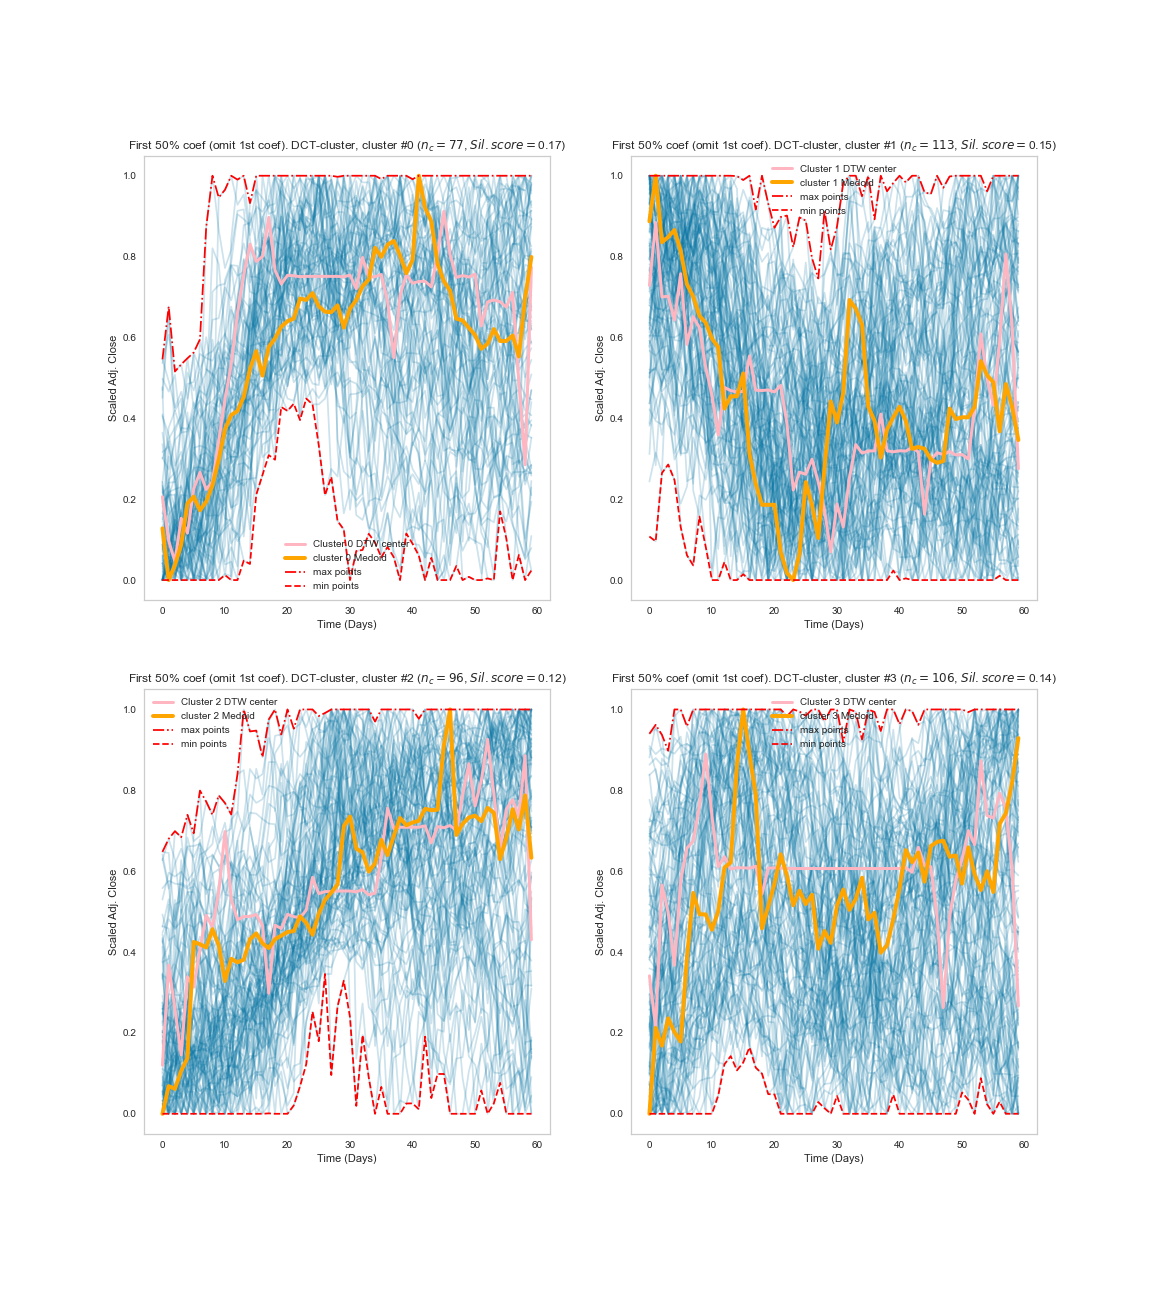 First 50% coef (omit 1st coef). DCT-cluster, cluster #0 (n_c = 77, Sil. score = 0.17)
1.0
0.8
0.6
0.4
0.2
0.0
Scaled Adj. Close
Cluster 0 DTW center
cluster 0 Medoid
max points
min points
0 10 20 30 40 50 60
Time (Days)
First 50% coef (omit 1st coef). DCT-cluster, cluster #1 (n_c = 113, Sil. score = 0.15)
Cluster 1 DTW center
cluster 1 Medoid
max points
min points
1.0
0.8
0.6
0.4
0.2
0.0
Scaled Adj. Close
0 10 20 30 40 50 60
Time (Days)
First 50% coef (omit 1st coef). DCT-cluster, cluster #2 (n_c = 96, Sil. score = 0.12)
Cluster 2 DTW center
cluster 2 Medoid
max points
min points
1.0
0.8
0.6
0.4
0.2
0.0
Scaled Adj. Close
0 10 20 30 40 50 60
Time (Days)
First 50% coef (omit 1st coef). DCT-cluster, cluster #3 (n_c = 106, Sil. score = 0.14)
Cluster 3 DTW center
cluster 3 Medoid
max points
min points
1.0
0.8
0.6
0.4
0.2
0.0
Scaled Adj. Close
0 10 20 30 40 50 60
Time (Days)